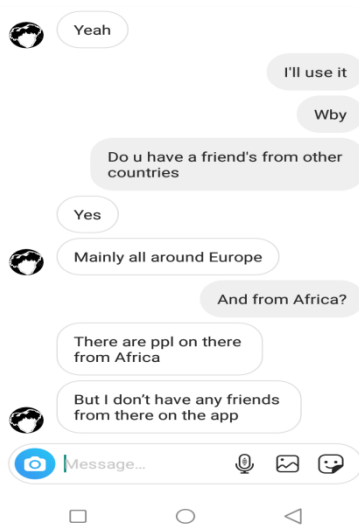 Yeah
I'll use it
Wby
Do u have a friend's from other
countries
Yes
Mainly all around Europe
And from Africa?
There are ppl on there
from Africa
But I don't have any friends
from there on the app
Message...